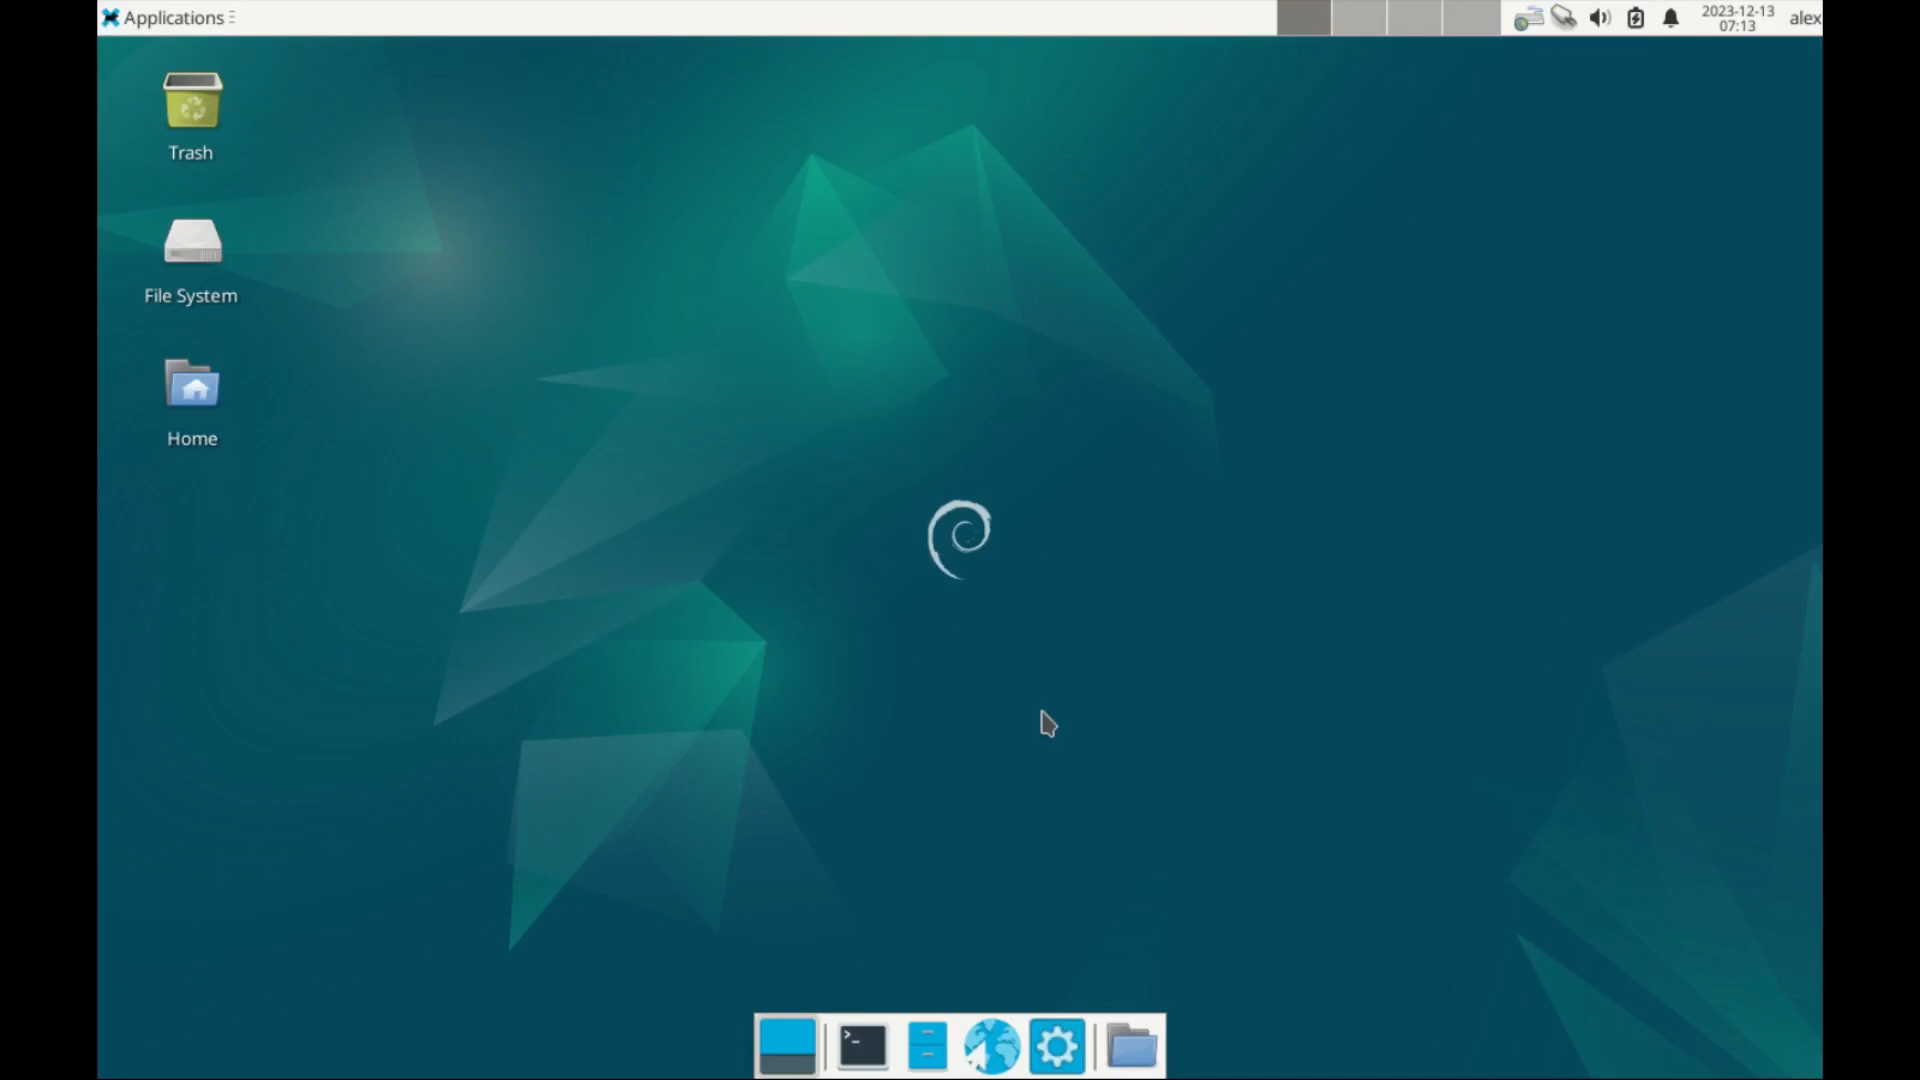 Applications
2023-12-13
07:13
alex
Trash
File System
Home
>_